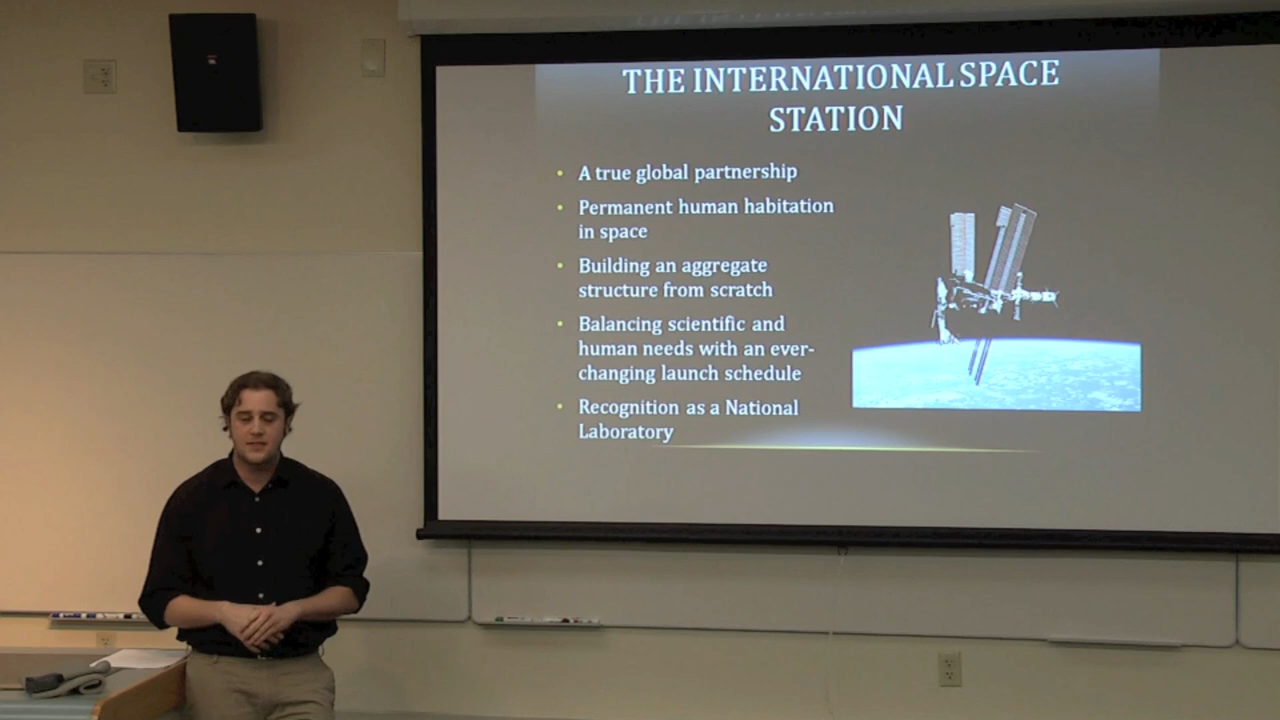 THE INTERNATIONAL SPACE
STATION
• A true global partnership
• Permanent human habitation
in space
• Building an aggregate
structure from scratch
• Balancing scientific and
human needs with an ever-
changing launch schedule
• Recognition as a National
Laboratory